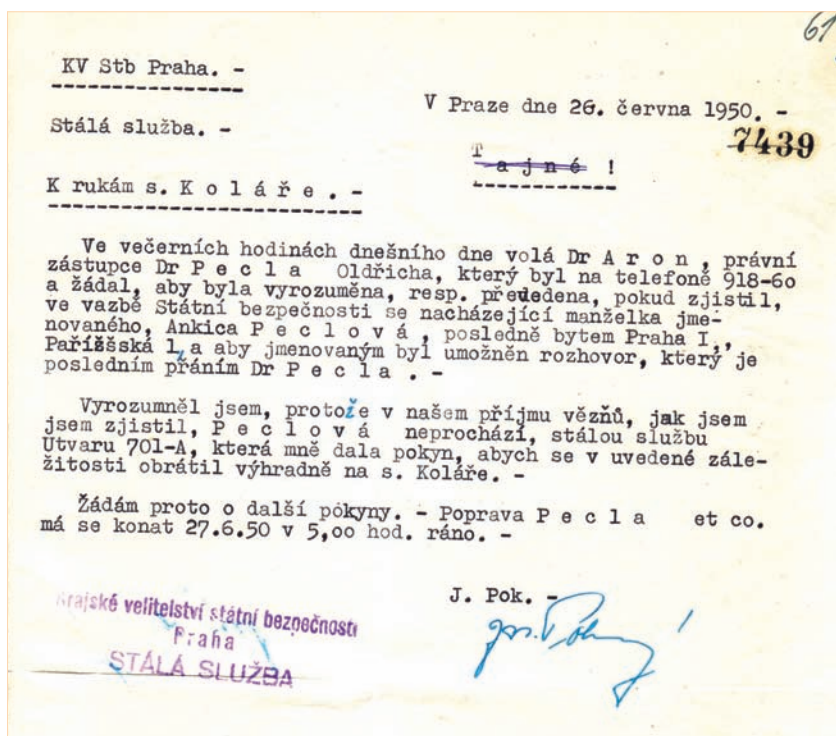 61
KV Stb Praha. -
V Praze dne 26. června 1950. -
Stálá služba. -
7439
Tajné !
K rukám s. K o l á ř e . -
Ve večerních hodinách dnešního dne volá Dr A r o n , právní
zástupce Dr P e c l a Oldřicha, který byl na telefoně 918-60
a žádal, aby byla vyrozuměna, resp. předvedena, pokud zjistil,
ve vazbě Státní bezpečnosti se nacházející manželka jme-
novaného, Ankica P e c l o v á , posledně bytem Praha I.,
Pařížšská 1, a aby jmenovaným byl umožněn rozhovor, který je
posledním přáním Dr P e c l a . -
Vyrozumněl jsem, protože v našem příjmu vězňů, jak jsem
jsem zjistil, P e c l o v á neprochází, stálou službu
Utvaru 701-A, která mně dala pokyn, abych se v uvedené zále-
žitosti obrátil výhradně na s. Koláře. -
Žádám proto o další pokyny. - Poprava P e c l a et co.
má se konat 27.6.50 v 5,oo hod. ráno. -
J. Pok. -
Krajské velitelství státní bezpečnosti
Praha
STÁLÁ SLUŽBA